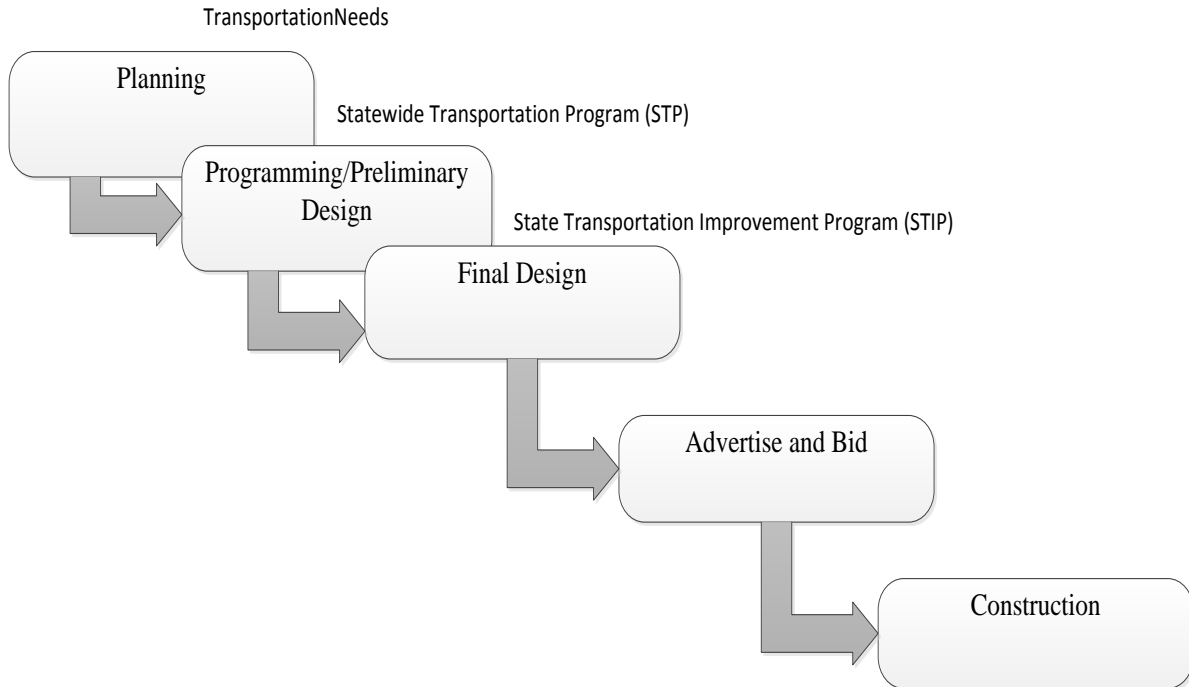 TransportationNeeds
Planning
Statewide Transportation Program (STP)
Programming/Preliminary
Design
State Transportation Improvement Program (STIP)
Final Design
Advertise and Bid
Construction